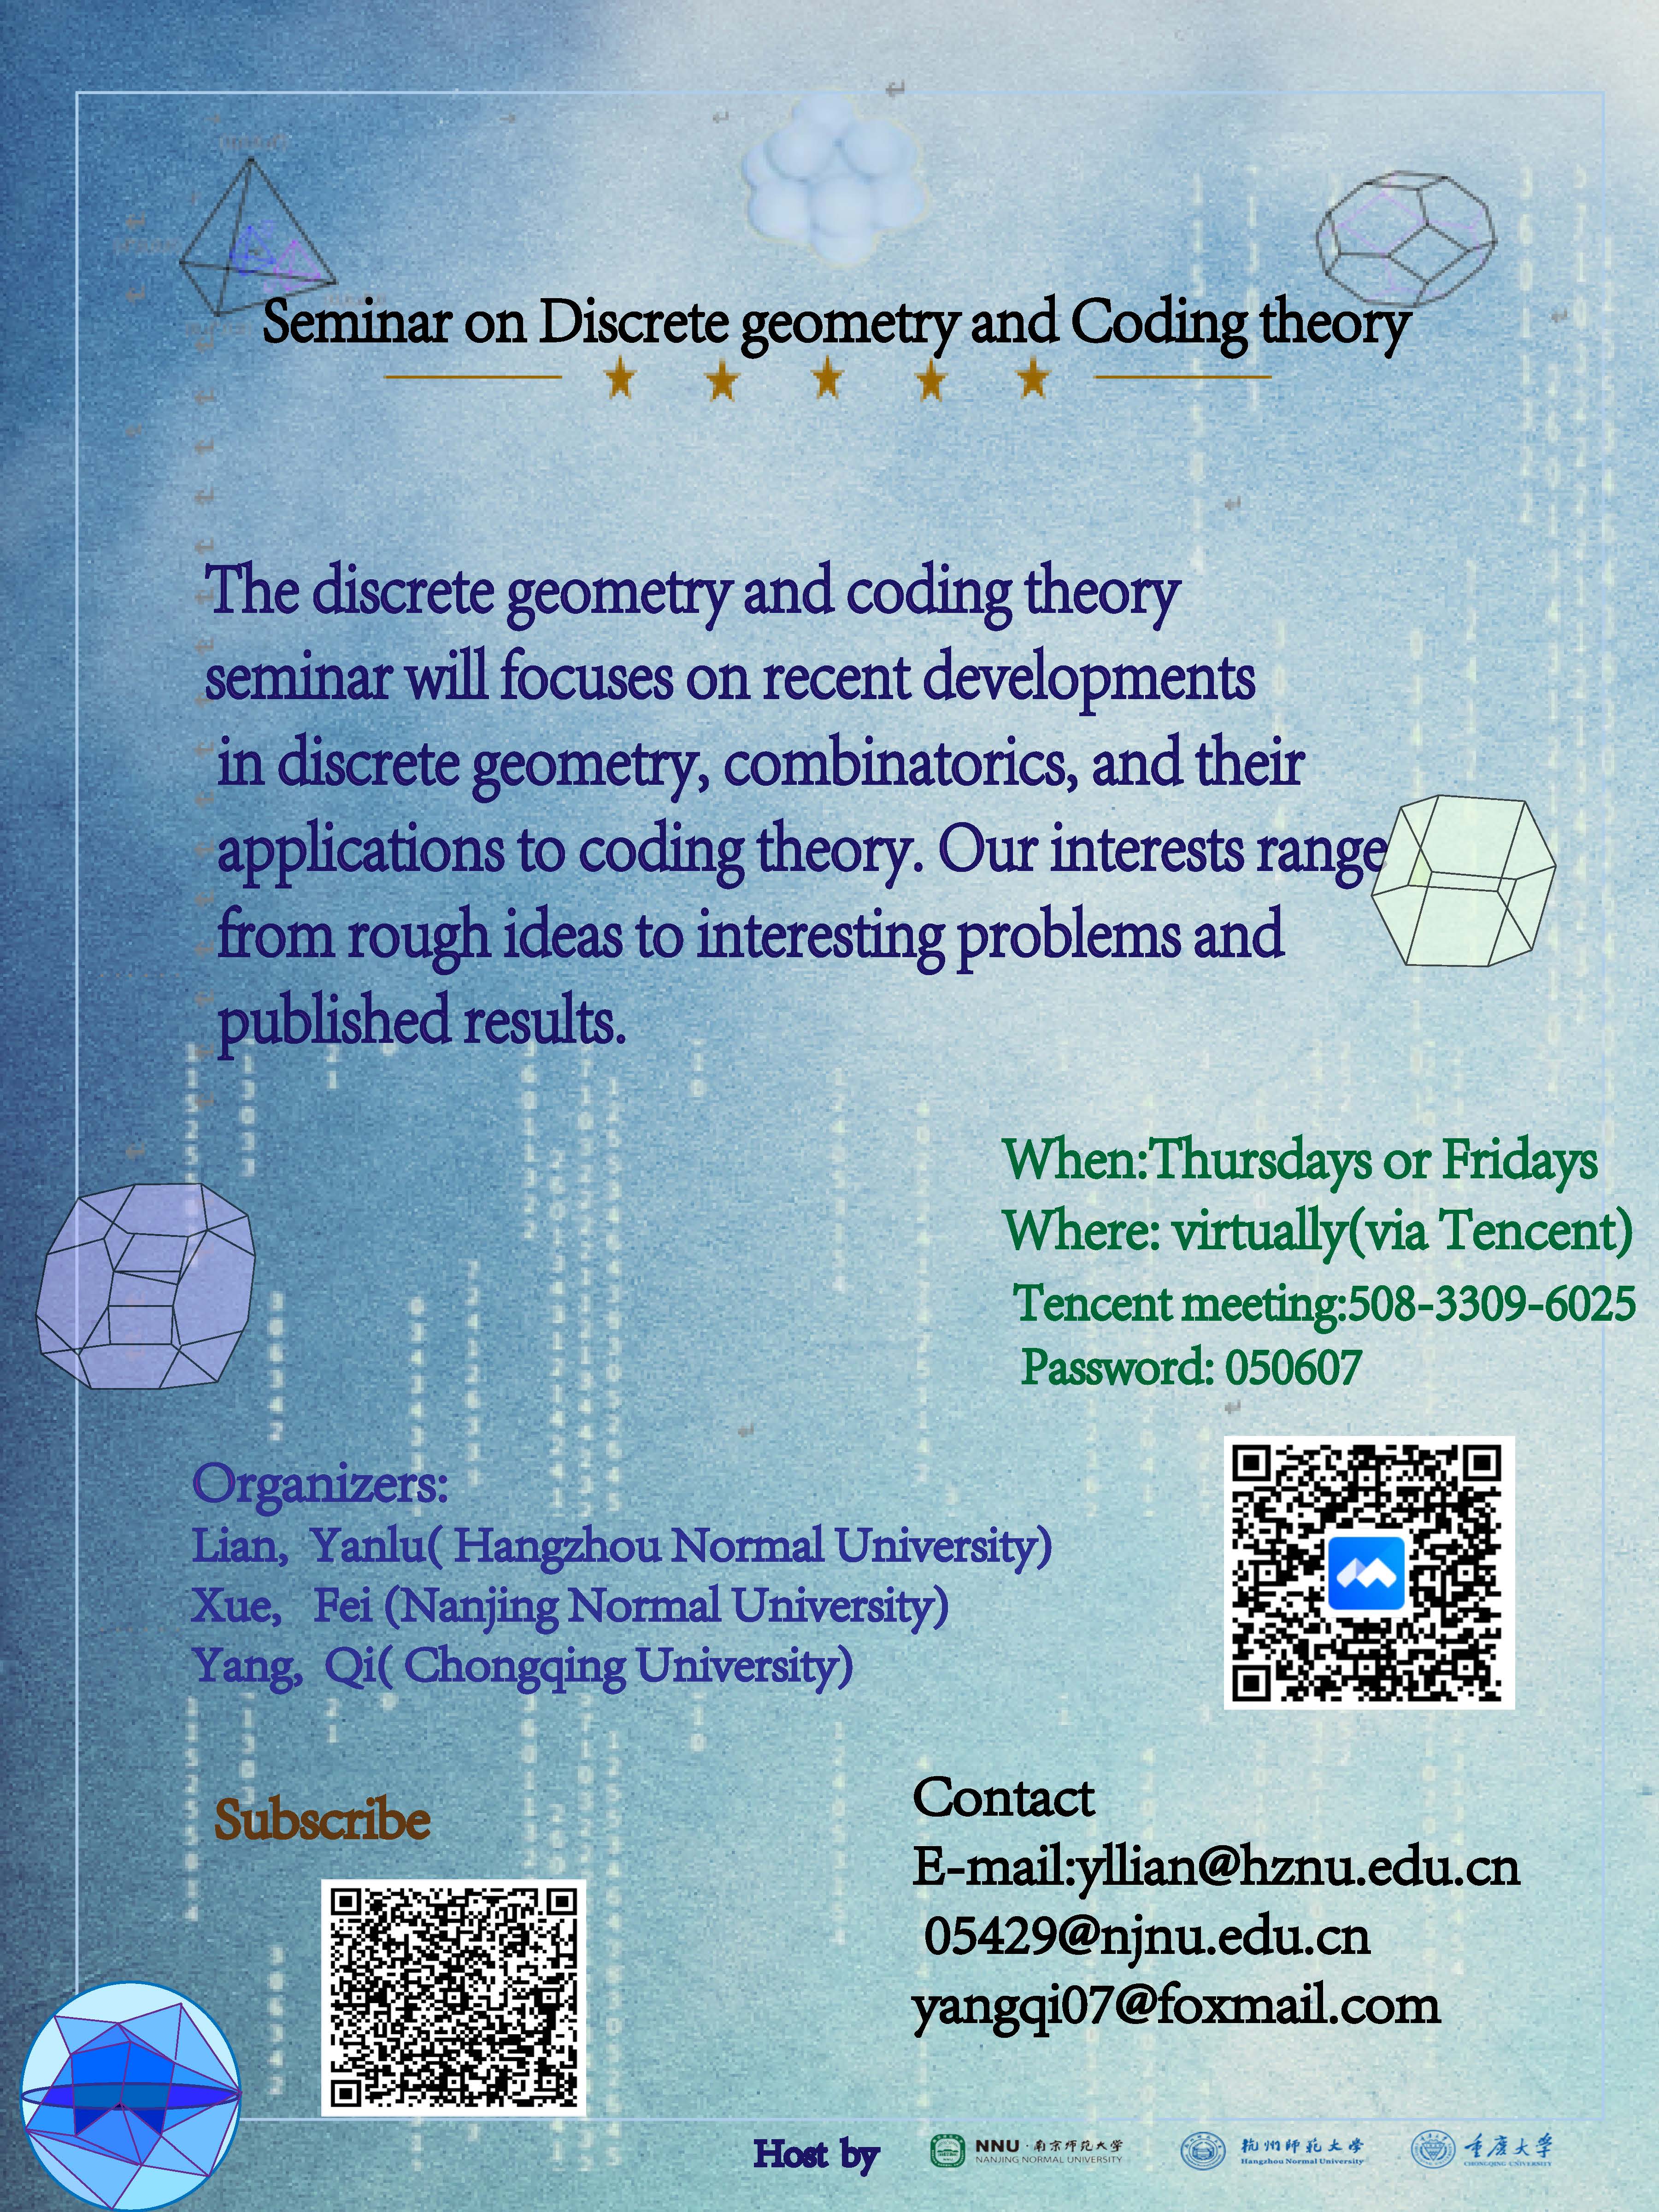 Seminar on Discrete geometry and Coding theory
The discrete geometry and coding theory
seminar will focuses on recent developments
in discrete geometry, combinatorics, and their
applications to coding theory. Our interests range
from rough ideas to interesting problems and
published results.
When:Thursdays or Fridays
Where: virtually(via Tencent)
Tencent meeting:508-3309-6025
Password: 050607
Organizers:
Lian, Yanlu( Hangzhou Normal University)
Xue, Fei (Nanjing Normal University)
Yang, Qi( Chongqing University)
Subscribe
Contact
E-mail:yllian@hznu.edu.cn
05429@njnu.edu.cn
yangqi07@foxmail.com
Host by
NNU·南京师范大学
NANJING NORMAL UNIVERSITY
杭州师范大学
Hangzhou Normal University
重庆大学
CHONGQING UNIVERSITY